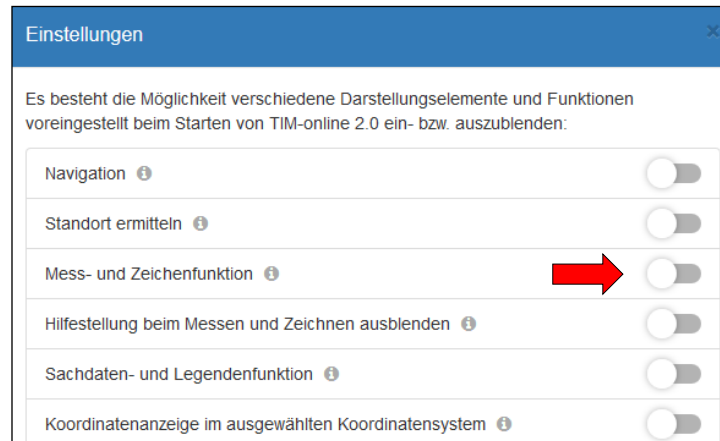 Einstellungen
Es besteht die Möglichkeit verschiedene Darstellungselemente und Funktionen
voreingestellt beim Starten von TIM-online 2.0 ein- bzw. auszublenden:
Navigation
Standort ermitteln
Mess- und Zeichenfunktion
Hilfestellung beim Messen und Zeichnen ausblenden
Sachdaten- und Legendenfunktion
Koordinatenanzeige im ausgewählten Koordinatensystem